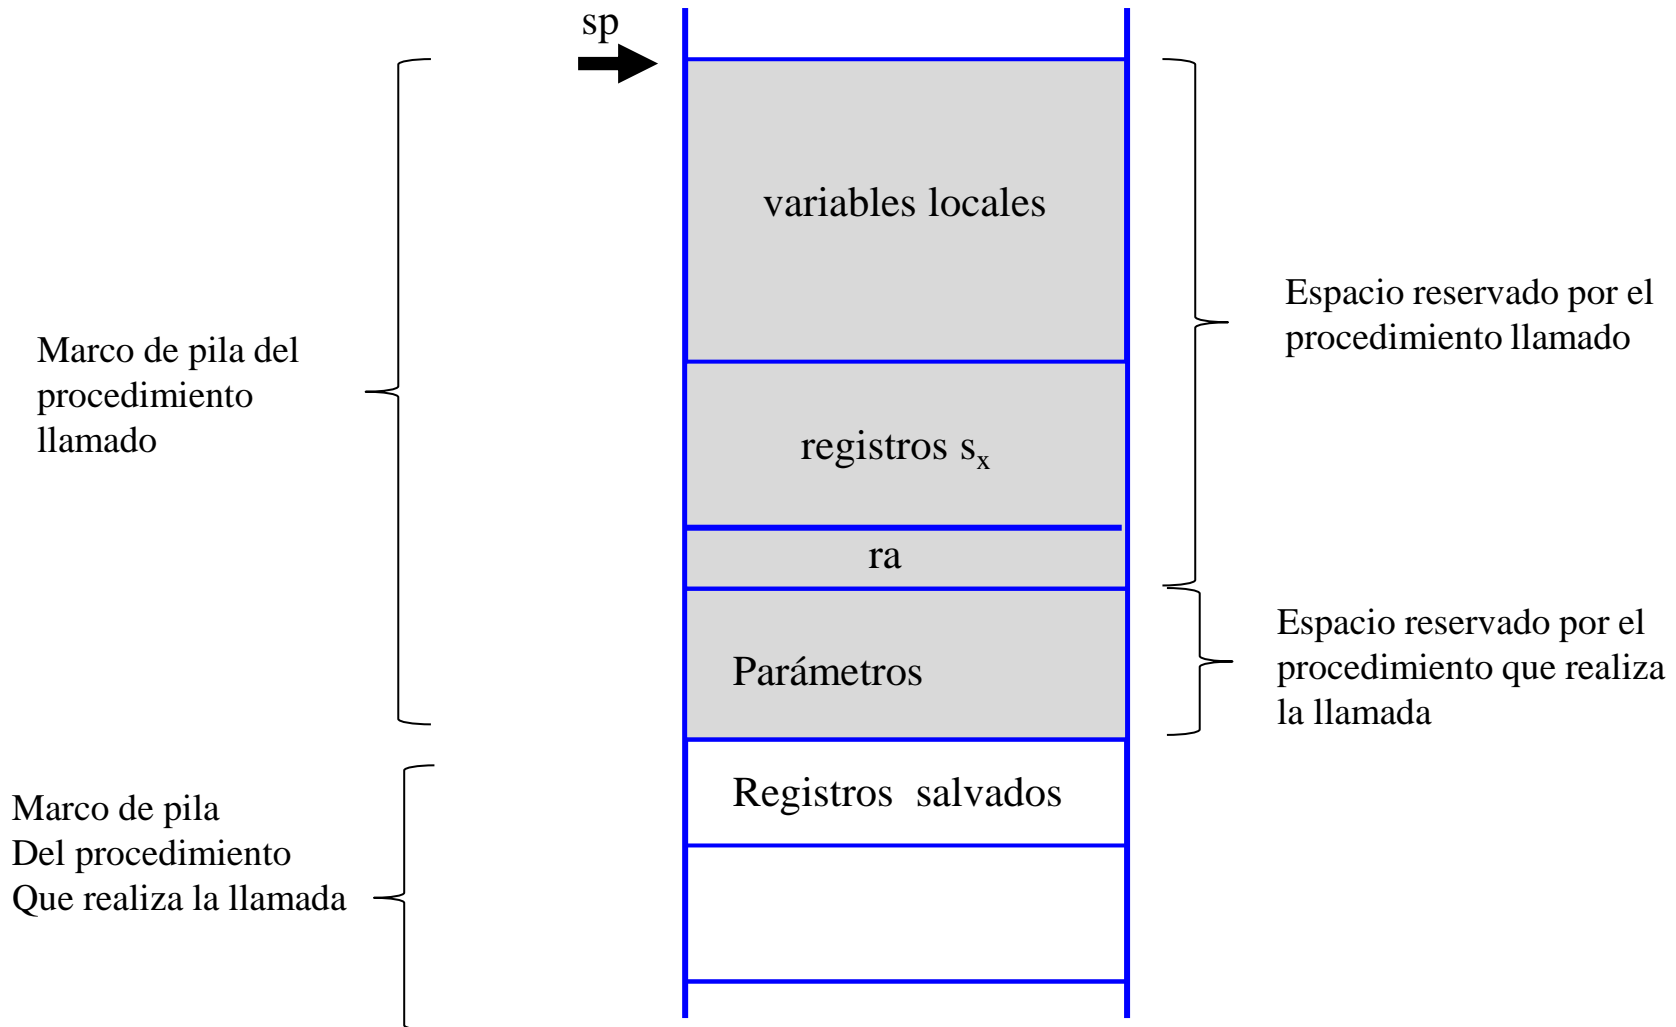 sp
variables locales
Espacio reservado por el
procedimiento llamado
Marco de pila del
procedimiento
llamado
registros sₓ
ra
Espacio reservado por el
procedimiento que realiza
la llamada
Parámetros
Registros salvados
Marco de pila
Del procedimiento
Que realiza la llamada